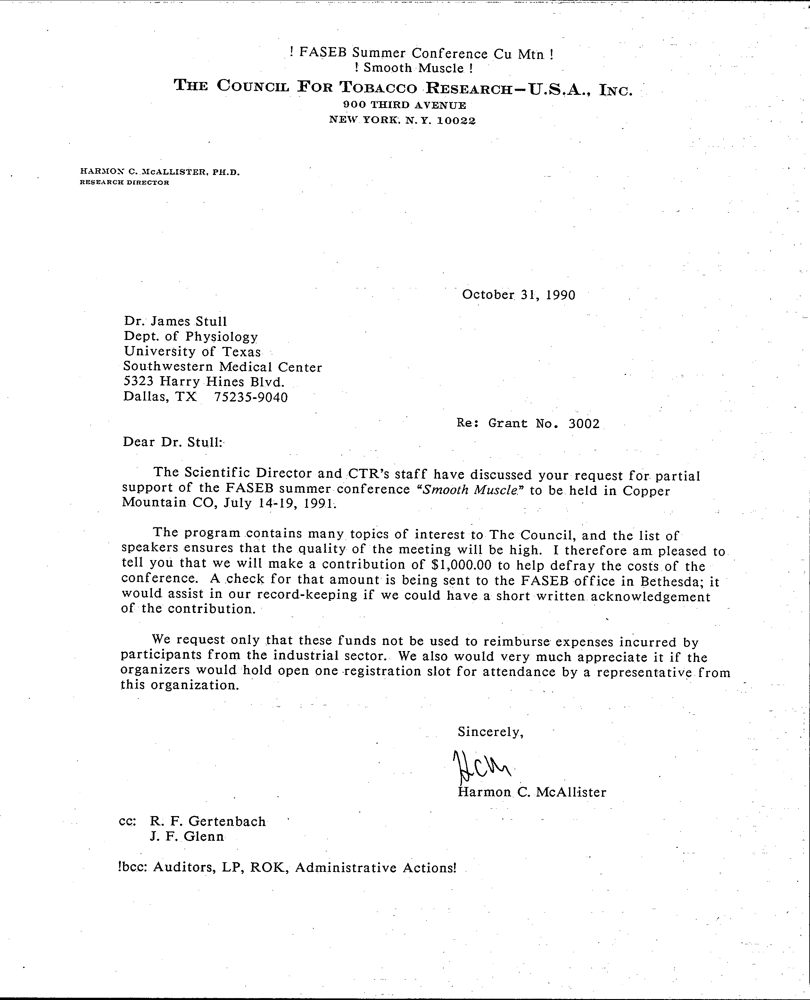 ! FASEB Summer Conference Cu Mtn !
! Smooth Muscle !
THE COUNCIL FOR TOBACCO RESEARCH—U.S.A., INC.
900 THIRD AVENUE
NEW YORK, N. Y. 10022
HARMON C. McALLISTER, PH.D.
RESEARCH DIRECTOR
October 31, 1990
Dr. James Stull
Dept. of Physiology
University of Texas
Southwestern Medical Center
5323 Harry Hines Blvd.
Dallas, TX 75235-9040
Re: Grant No. 3002
Dear Dr. Stull:
The Scientific Director and CTR's staff have discussed your request for partial
support of the FASEB summer conference "Smooth Muscle" to be held in Copper
Mountain CO, July 14-19, 1991.
The program contains many topics of interest to The Council, and the list of
speakers ensures that the quality of the meeting will be high. I therefore am pleased to
tell you that we will make a contribution of $1,000.00 to help defray the costs of the
conference. A check for that amount is being sent to the FASEB office in Bethesda; it
would assist in our record-keeping if we could have a short written acknowledgement
of the contribution.
We request only that these funds not be used to reimburse expenses incurred by
participants from the industrial sector. We also would very much appreciate it if the
organizers would hold open one registration slot for attendance by a representative from
this organization.
Sincerely,
HCM
Harmon C. McAllister
cc: R. F. Gertenbach
J. F. Glenn
!bcc: Auditors, LP, ROK, Administrative Actions!